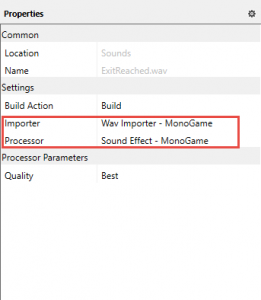 Properties
Common
Location Sounds
Name ExitReached.wav
Settings
Build Action Build
Importer Wav Importer - MonoGame
Processor Sound Effect - MonoGame
Processor Parameters
Quality Best